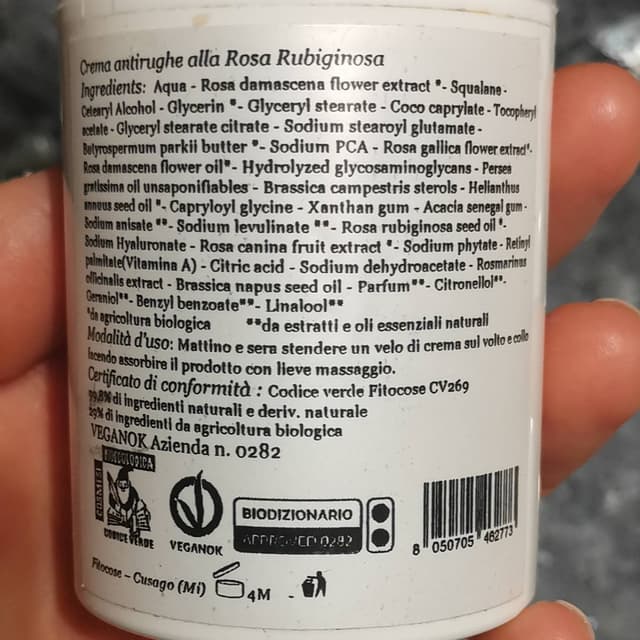 Crema antirughe alla Rosa Rubiginosa
Ingredients: Aqua - Rosa damascena flower extract *- Squalane -
Cetearyl Alcohol - Glycerin *- Glyceryl stearate - Coco caprylate - Tocopheryl
acetate - Glyceryl stearate citrate - Sodium stearoyl glutamate -
Butyrospermum parkii butter *- Sodium PCA - Rosa gallica flower extract*-
Rosa damascena flower oil*- Hydrolyzed glycosaminoglycans - Persea
gratissima oil unsaponifiables - Brassica campestris sterols - Helianthus
annuus seed oil *- Capryloyl glycine - Xanthan gum - Acacia senegal gum -
Sodium anisate **- Sodium levulinate **- Rosa rubiginosa seed oil *-
Sodium Hyaluronate - Rosa canina fruit extract *- Sodium phytate - Retinyl
palmitate(Vitamina A) - Citric acid - Sodium dehydroacetate - Rosmarinus
officinalis extract - Brassica napus seed oil - Parfum**- Citronellol**-
Geraniol**- Benzyl benzoate**- Linalool**
*da agricoltura biologica **da estratti e oli essenziali naturali
Modalità d'uso: Mattino e sera stendere un velo di crema sul volto e collo
facendo assorbire il prodotto con lieve massaggio.
Certificato di conformità : Codice verde Fitocose CV269
99,8% di ingredienti naturali e deriv. naturale
29% di ingredienti da agricoltura biologica
VEGANOK Azienda n. 0282
COSMESI
CODICE VERDE
VEGANOK
BIODIZIONARIO
APPROVED 0282
8 050705 462773
Fitocose - Cusago (Mi) 4M